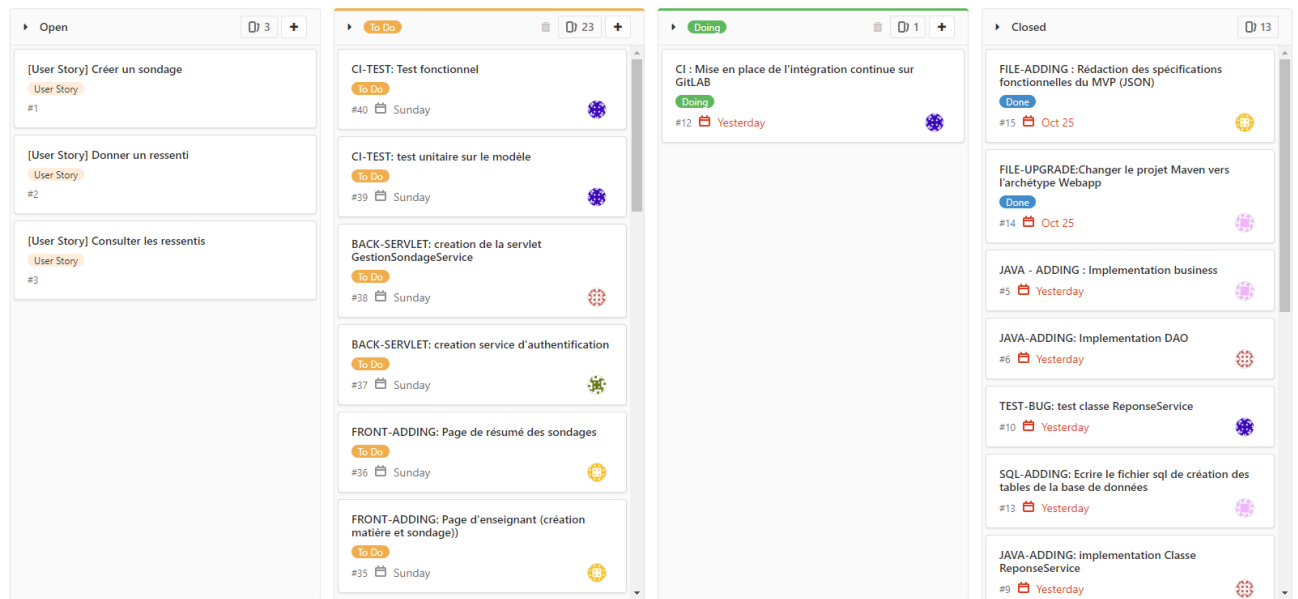 Open
3
[User Story] Créer un sondage
User Story
#1
[User Story] Donner un ressenti
User Story
#2
[User Story] Consulter les ressentis
User Story
#3
To Do
23
CI-TEST: Test fonctionnel
To Do
#40 Sunday
CI-TEST: test unitaire sur le modèle
To Do
#39 Sunday
BACK-SERVLET: creation de la servlet
GestionSondageService
To Do
#38 Sunday
BACK-SERVLET: creation service d'authentification
To Do
#37 Sunday
FRONT-ADDING: Page de résumé des sondages
To Do
#36 Sunday
FRONT-ADDING: Page d'enseignant (création
matière et sondage))
To Do
#35 Sunday
Doing
1
CI : Mise en place de l'intégration continue sur
GitLAB
Doing
#12 Yesterday
Closed
13
FILE-ADDING : Rédaction des spécifications
fonctionnelles du MVP (JSON)
Done
#15 Oct 25
FILE-UPGRADE:Changer le projet Maven vers
l'archétype Webapp
Done
#14 Oct 25
JAVA - ADDING : Implementation business
#5 Yesterday
JAVA-ADDING: Implementation DAO
#6 Yesterday
TEST-BUG: test classe ReponseService
#10 Yesterday
SQL-ADDING: Ecrire le fichier sql de création des
tables de la base de données
#13 Yesterday
JAVA-ADDING: implementation Classe
ReponseService
#9 Yesterday